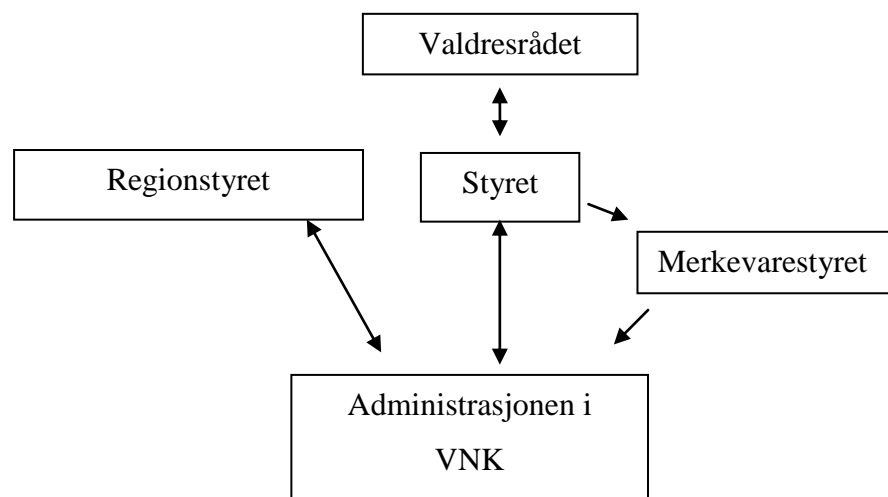 Valdresrådet
Regionstyret
Styret
Merkevarestyret
Administrasjonen i
VNK